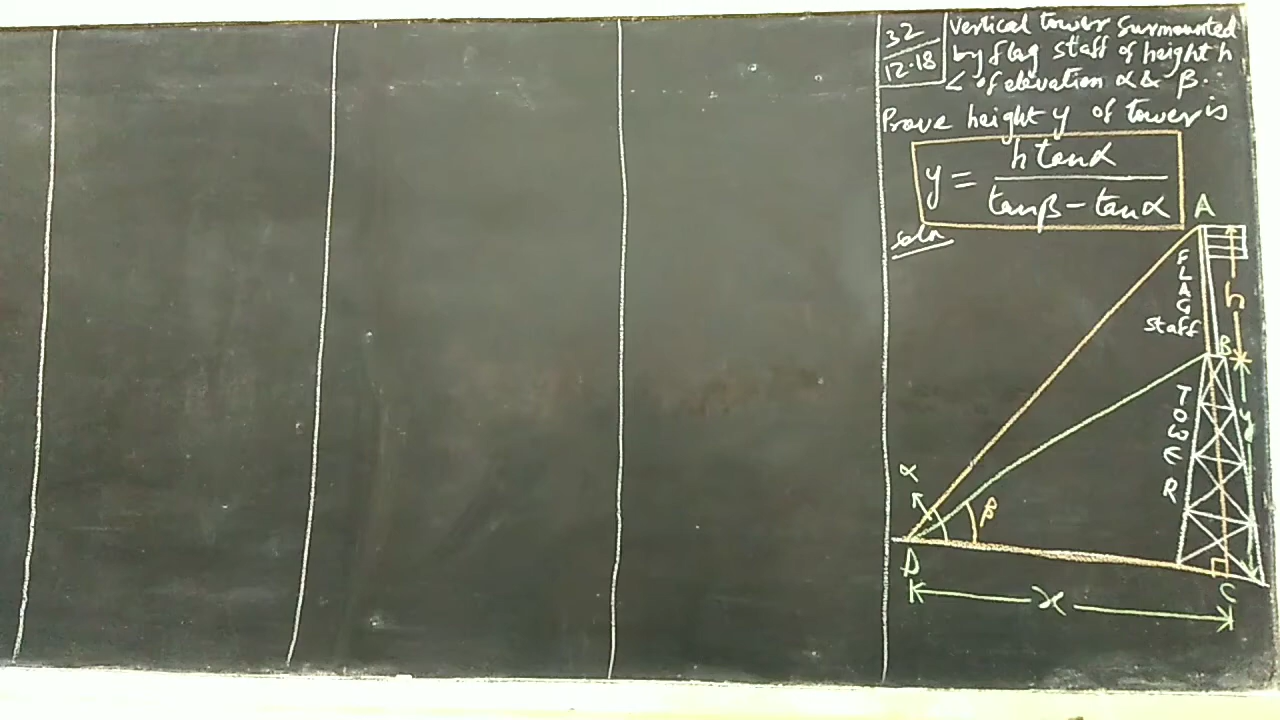 32
12.18
Vertical tower Surmounted
by flag staff of height h
∠ of elevation α & β.
Prove height y of tower is
y = h tanα / tanβ - tanα
soln
A
FLAG
staff
h
B
TOWER
y
α
β
D
C
x